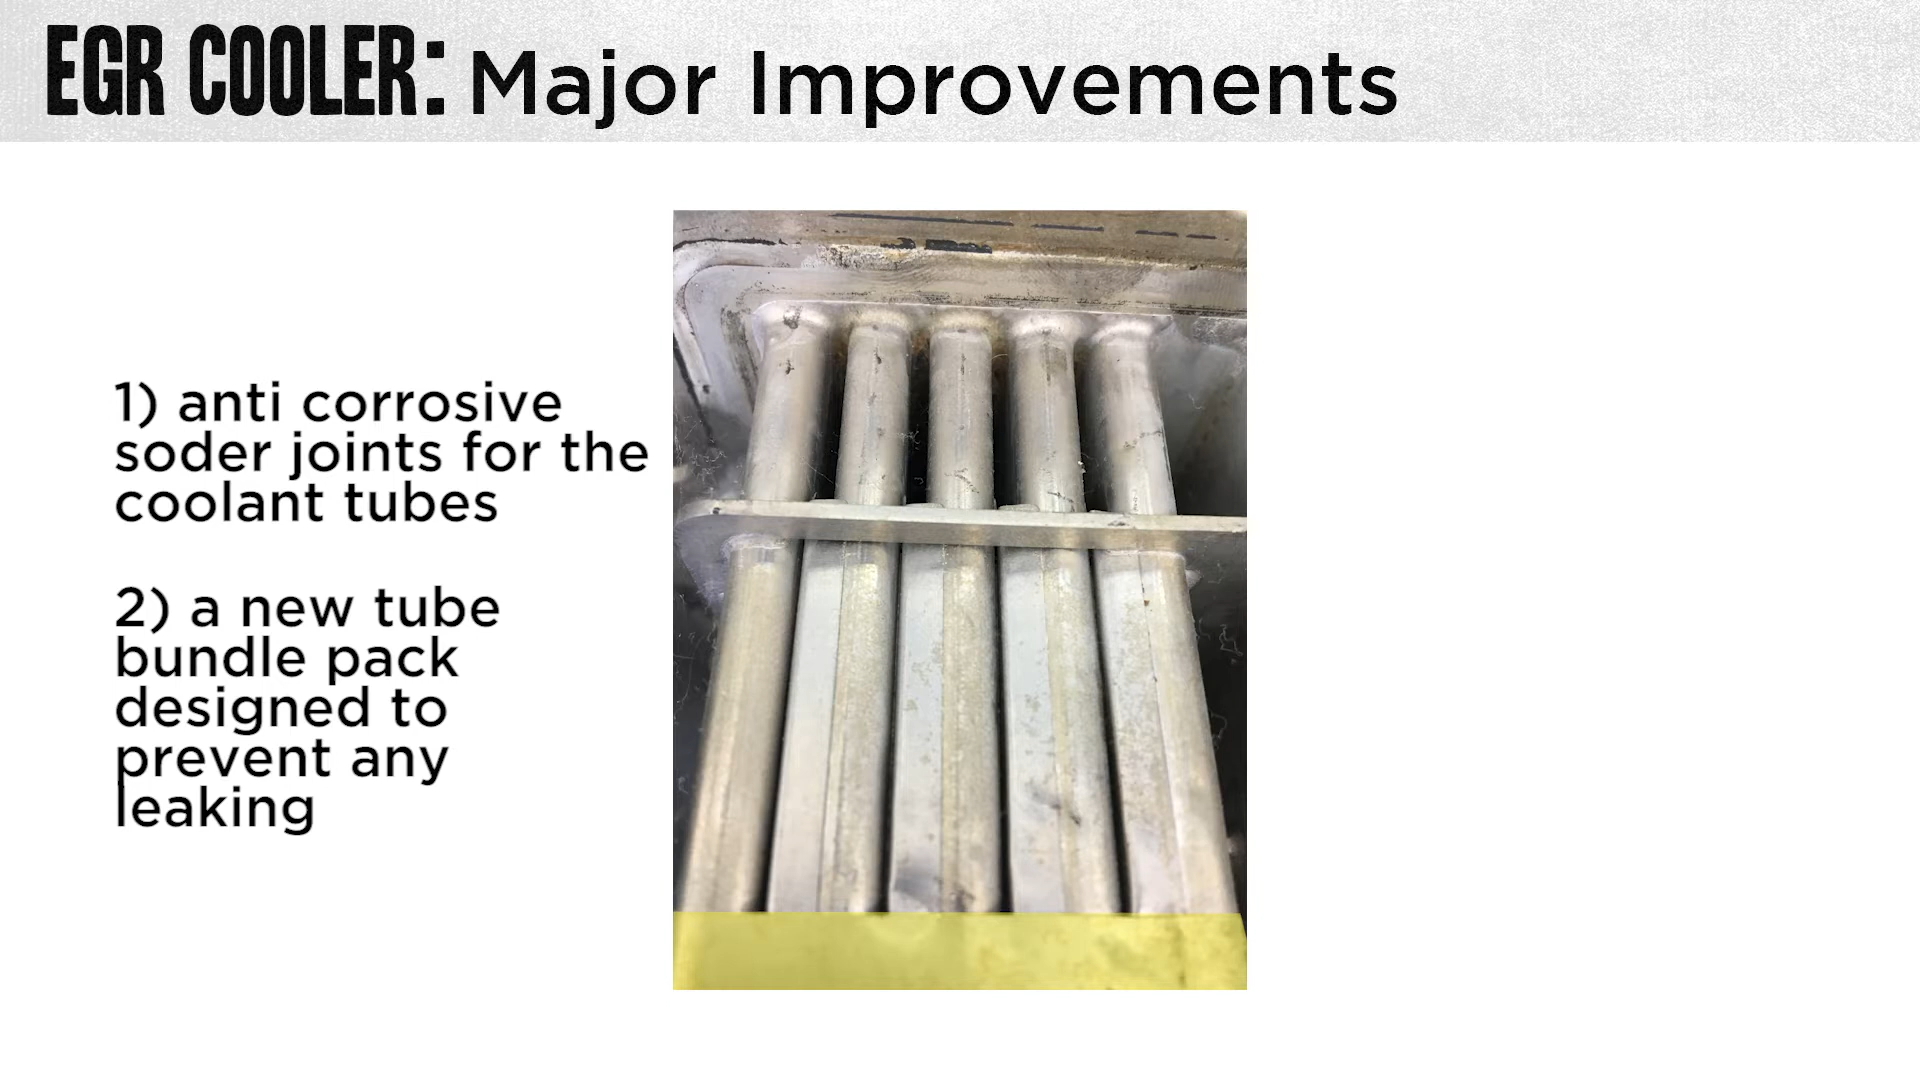 EGR COOLER: Major Improvements
1) anti corrosive
soder joints for the
coolant tubes
2) a new tube
bundle pack
designed to
prevent any
leaking